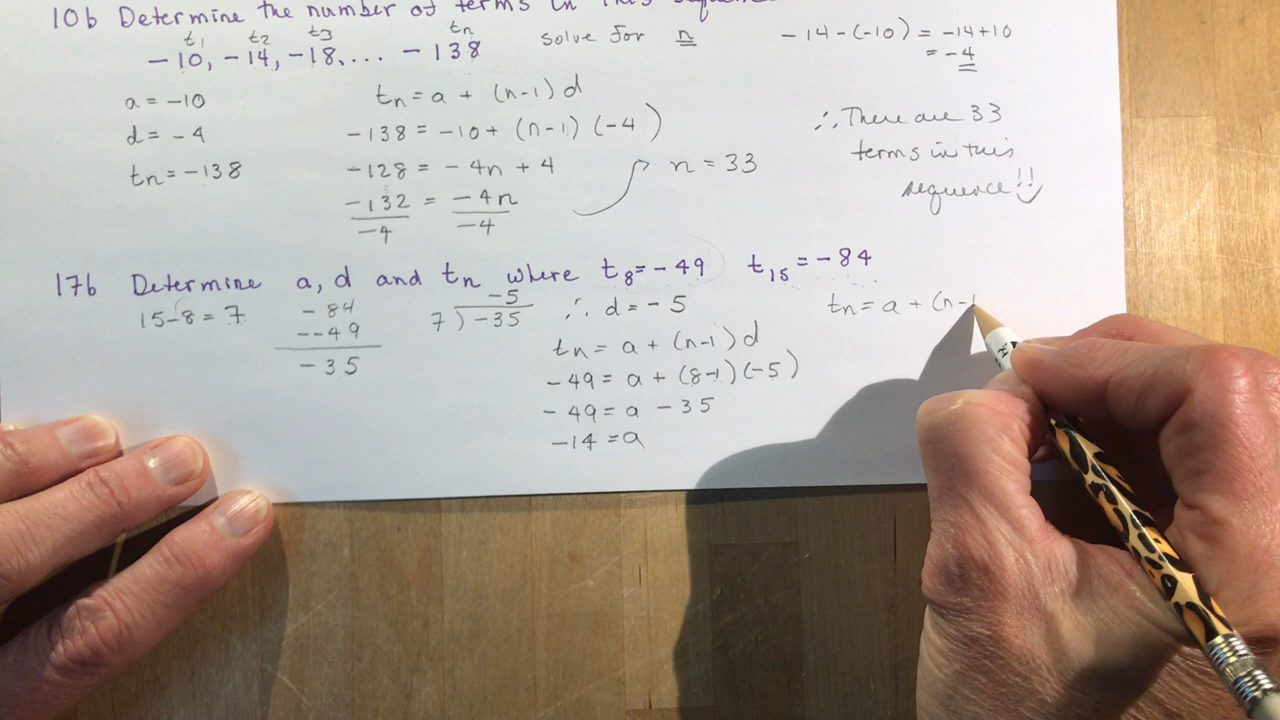 10b Determine the number of terms in this
t1 t2 t3 tn
-10, -14, -18, ... -138
solve for n
-14-(-10) = -14+10
= -4
a = -10
d = -4
tn = -138
tn = a + (n-1) d
-138 = -10 + (n-1) (-4)
-128 = -4n + 4
-132 = -4n
-4 -4
n = 33
∴ There are 33
terms in this
sequence!!
17b Determine a, d and tn where t8 = -49 t15 = -84
15-8 = 7
-84
--49
-35
-5
7)-35
∴ d = -5
tn = a + (n-1) d
-49 = a + (8-1) (-5)
-49 = a - 35
-14 = a
tn = a + (n-1